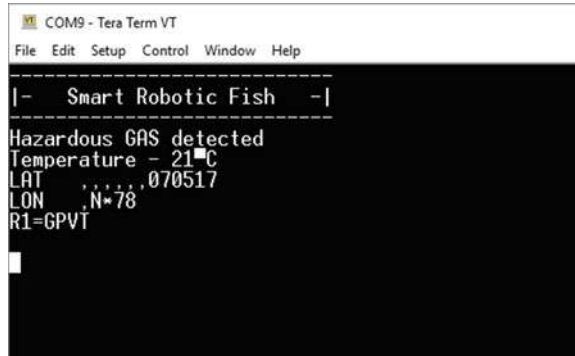 COM9 - Tera Term VT
File Edit Setup Control Window Help
------------------------------
|- Smart Robotic Fish -|
------------------------------
Hazardous GAS detected
Temperature - 21▀C
LAT ,,,,,,070517
LON ,N*78
R1=GPVT